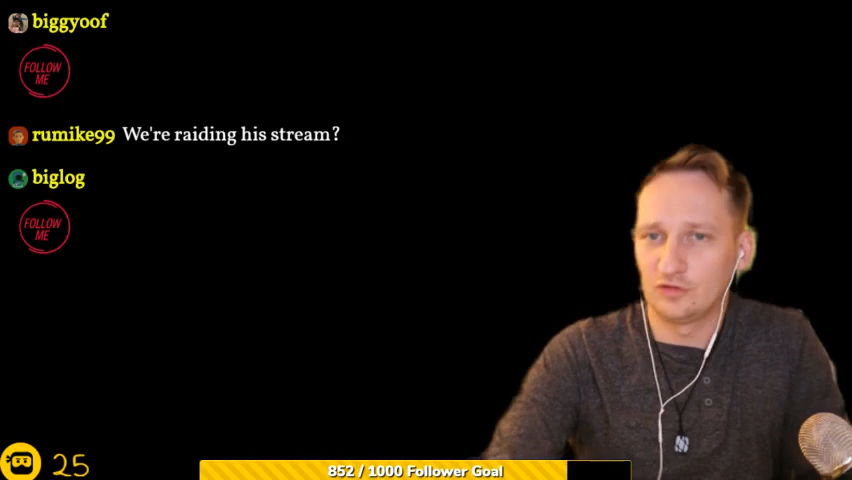 biggyoof
FOLLOW
ME
rumike99 We're raiding his stream?
biglog
FOLLOW
ME
25
852 / 1000 Follower Goal